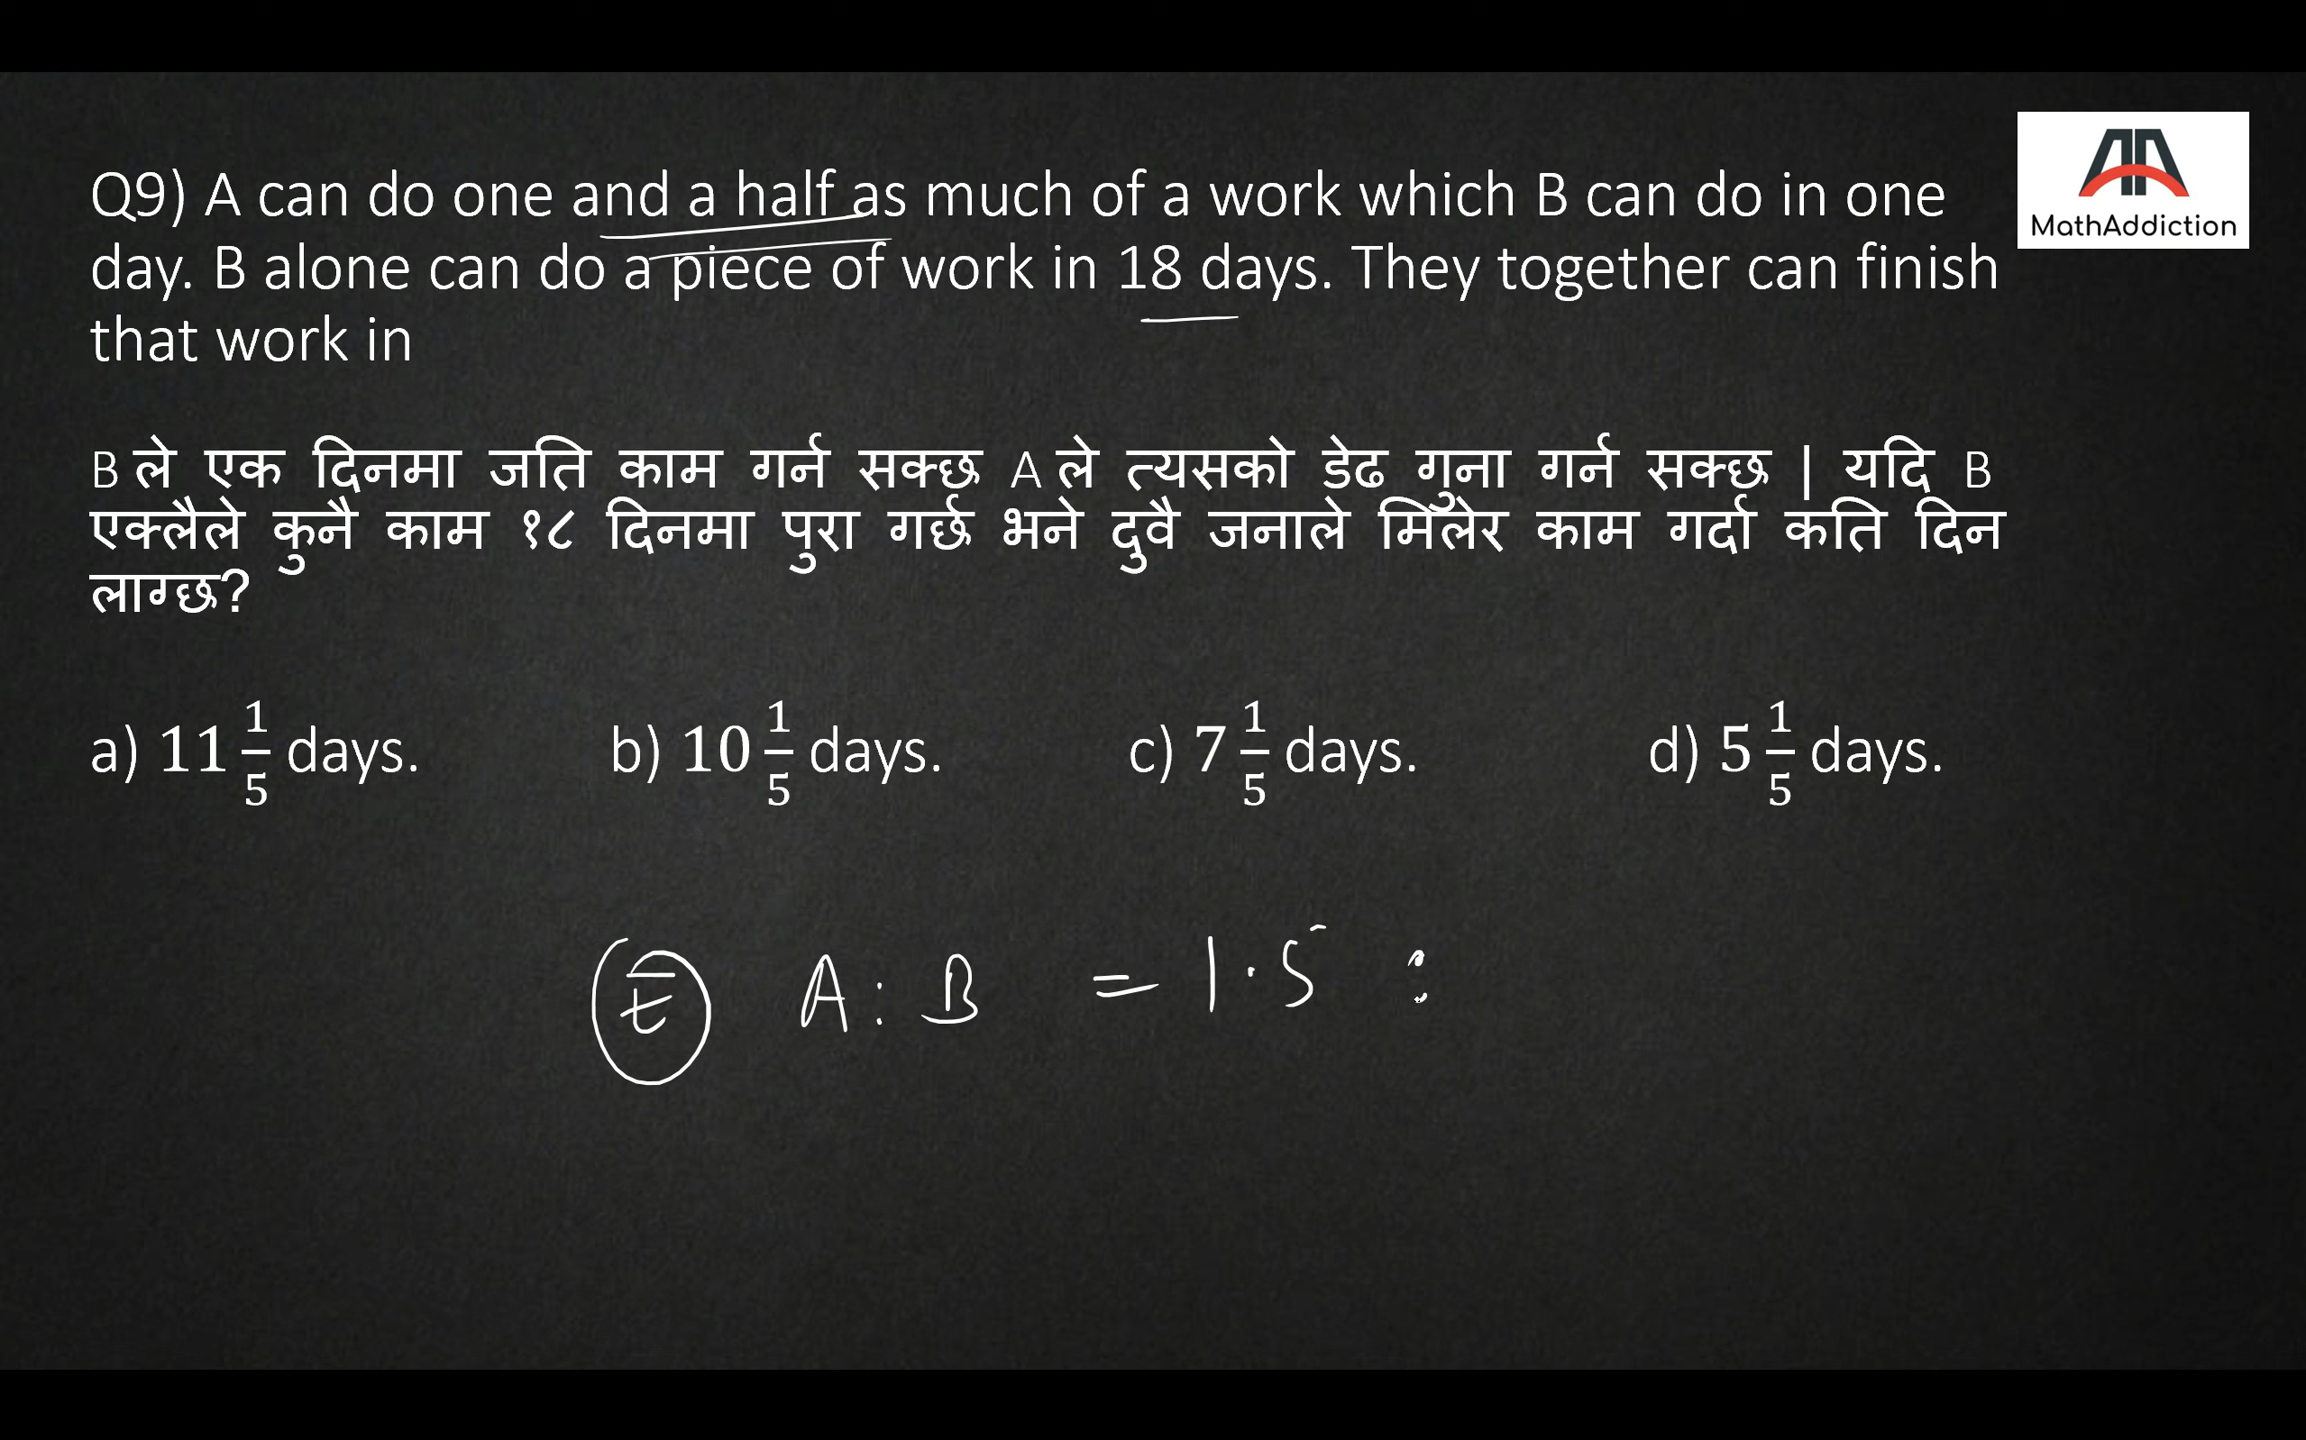 Q9) A can do one and a half as much of a work which B can do in one
day. B alone can do a piece of work in 18 days. They together can finish
that work in
MathAddiction
B ले एक दिनमा जति काम गर्न सक्छ A ले त्यसको डेढ गुना गर्न सक्छ | यदि B
एक्लैले कुनै काम १८ दिनमा पुरा गर्छ भने दुवै जनाले मिलेर काम गर्दा कति दिन
लाग्छ?
a) 11 1/5 days. b) 10 1/5 days. c) 7 1/5 days. d) 5 1/5 days.
A : B = 1.5 :